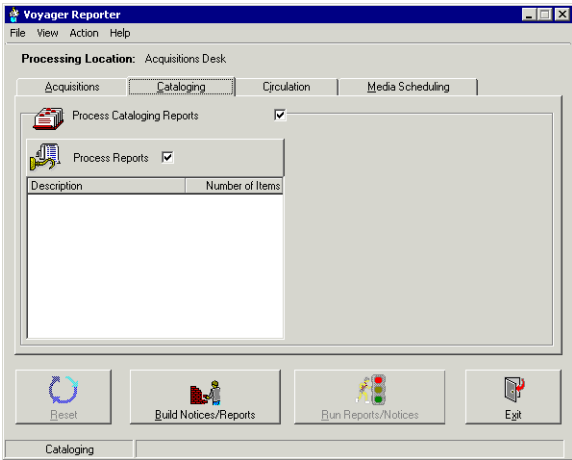 Voyager Reporter
File View Action Help
Processing Location: Acquisitions Desk
Acquisitions Cataloging Circulation Media Scheduling
Process Cataloging Reports
Process Reports
Description Number of Items
Reset Build Notices/Reports Run Reports/Notices Exit
Cataloging